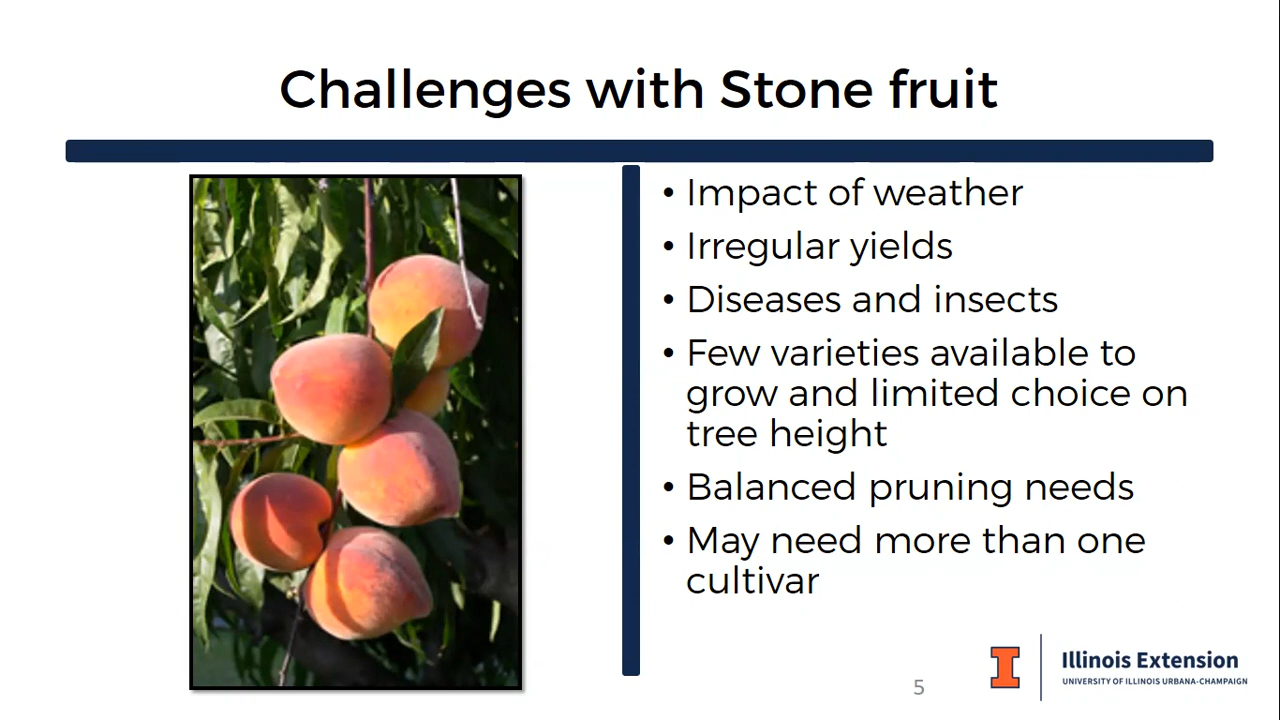 Challenges with Stone fruit
• Impact of weather
• Irregular yields
• Diseases and insects
• Few varieties available to
grow and limited choice on
tree height
• Balanced pruning needs
• May need more than one
cultivar
5
Illinois Extension
UNIVERSITY OF ILLINOIS URBANA-CHAMPAIGN